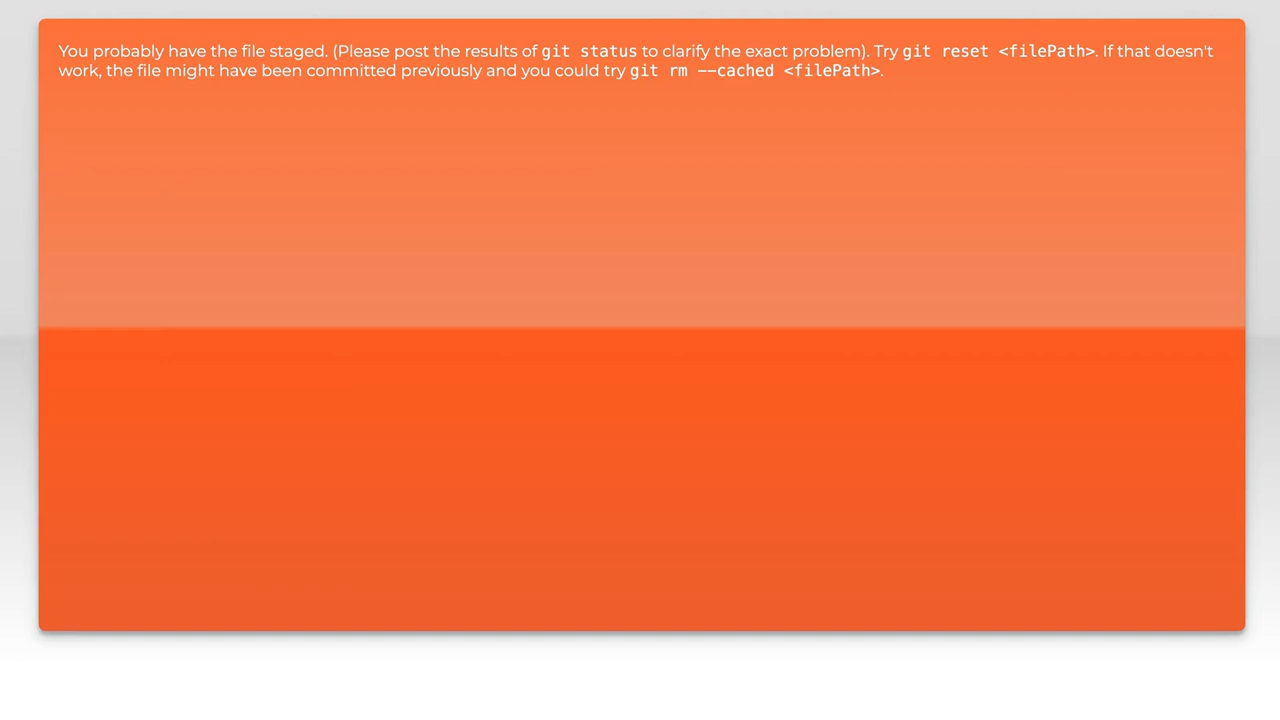 You probably have the file staged. (Please post the results of git status to clarify the exact problem). Try git reset <filePath>. If that doesn't
work, the file might have been committed previously and you could try git rm --cached <filePath>.